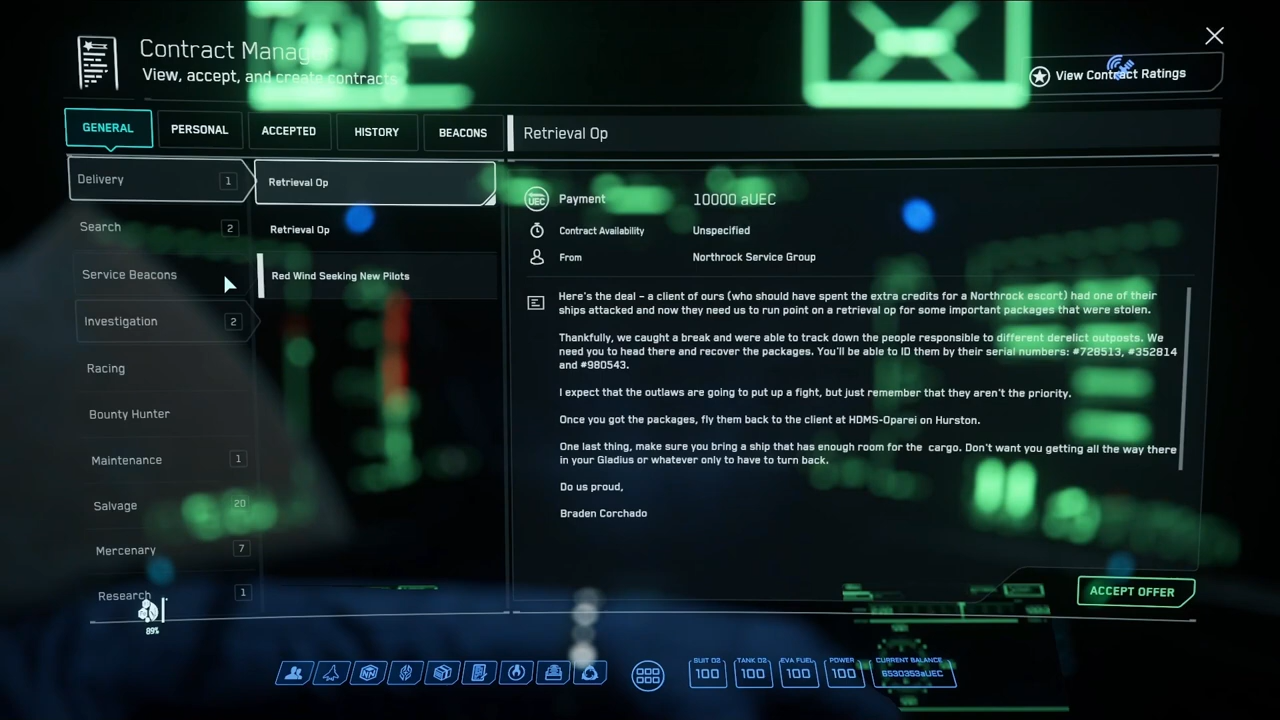 Contract Manager
View, accept, and create contracts
View Contract Ratings
GENERAL
PERSONAL
ACCEPTED
HISTORY
BEACONS
Retrieval Op
Delivery 1
Search 2
Service Beacons
Investigation 2
Racing
Bounty Hunter
Maintenance 1
Salvage 20
Mercenary 7
Research 1
Retrieval Op
Retrieval Op
Red Wind Seeking New Pilots
UEC Payment 10000 aUEC
Contract Availability Unspecified
From Northrock Service Group
Here's the deal – a client of ours (who should have spent the extra credits for a Northrock escort) had one of their
ships attacked and now they need us to run point on a retrieval op for some important packages that were stolen.
Thankfully, we caught a break and were able to track down the people responsible to different derelict outposts. We
need you to head there and recover the packages. You'll be able to ID them by their serial numbers: #728513, #352814
and #980543.
I expect that the outlaws are going to put up a fight, but just remember that they aren't the priority.
Once you got the packages, fly them back to the client at HDMS-Oparei on Hurston.
One last thing, make sure you bring a ship that has enough room for the cargo. Don't want you getting all the way there
in your Gladius or whatever only to have to turn back.
Do us proud,
Braden Corchado
ACCEPT OFFER
89%
SUIT O2 100
TANK O2 100
EVA FUEL 100
POWER 100
CURRENT BALANCE
6530353aUEC